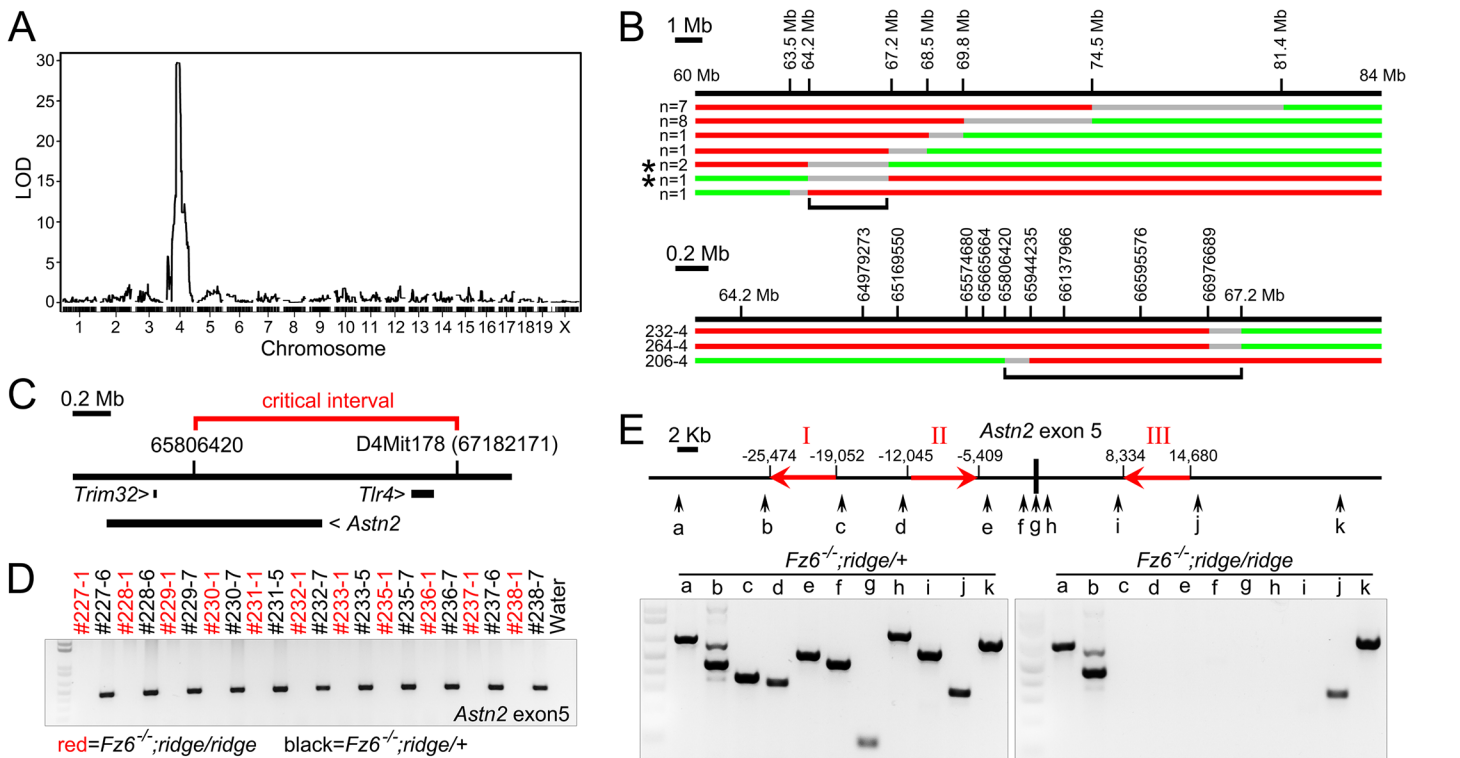 A
30
25
20
15
10
5
0
LOD
1 2 3 4 5 6 7 8 9 10 11 12 13 14 15 16 17 18 19 X
Chromosome
B
1 Mb
63.5 Mb
64.2 Mb
67.2 Mb
68.5 Mb
69.8 Mb
74.5 Mb
81.4 Mb
60 Mb
84 Mb
n=7
n=8
n=1
n=1
* n=2
* n=1
n=1
0.2 Mb
64.2 Mb
64979273
65169550
65574680
65665664
65806420
65944235
66137966
66595576
66976689
67.2 Mb
232-4
264-4
206-4
C
0.2 Mb
critical interval
65806420
D4Mit178 (67182171)
Trim32>
Tlr4>
< Astn2
D
#227-1
#227-6
#228-1
#228-6
#229-1
#229-7
#230-1
#230-7
#231-1
#231-5
#232-1
#232-7
#233-1
#233-5
#235-1
#235-7
#236-1
#236-7
#237-1
#237-6
#238-1
#238-7
Water
Astn2 exon5
red=Fz6-/-;ridge/ridge black=Fz6-/-;ridge/+
E
2 Kb
I II Astn2 exon 5 III
-25,474 -19,052 -12,045 -5,409 8,334 14,680
a b c d e f g h i j k
Fz6-/-;ridge/+
a b c d e f g h i j k
Fz6-/-;ridge/ridge
a b c d e f g h i j k